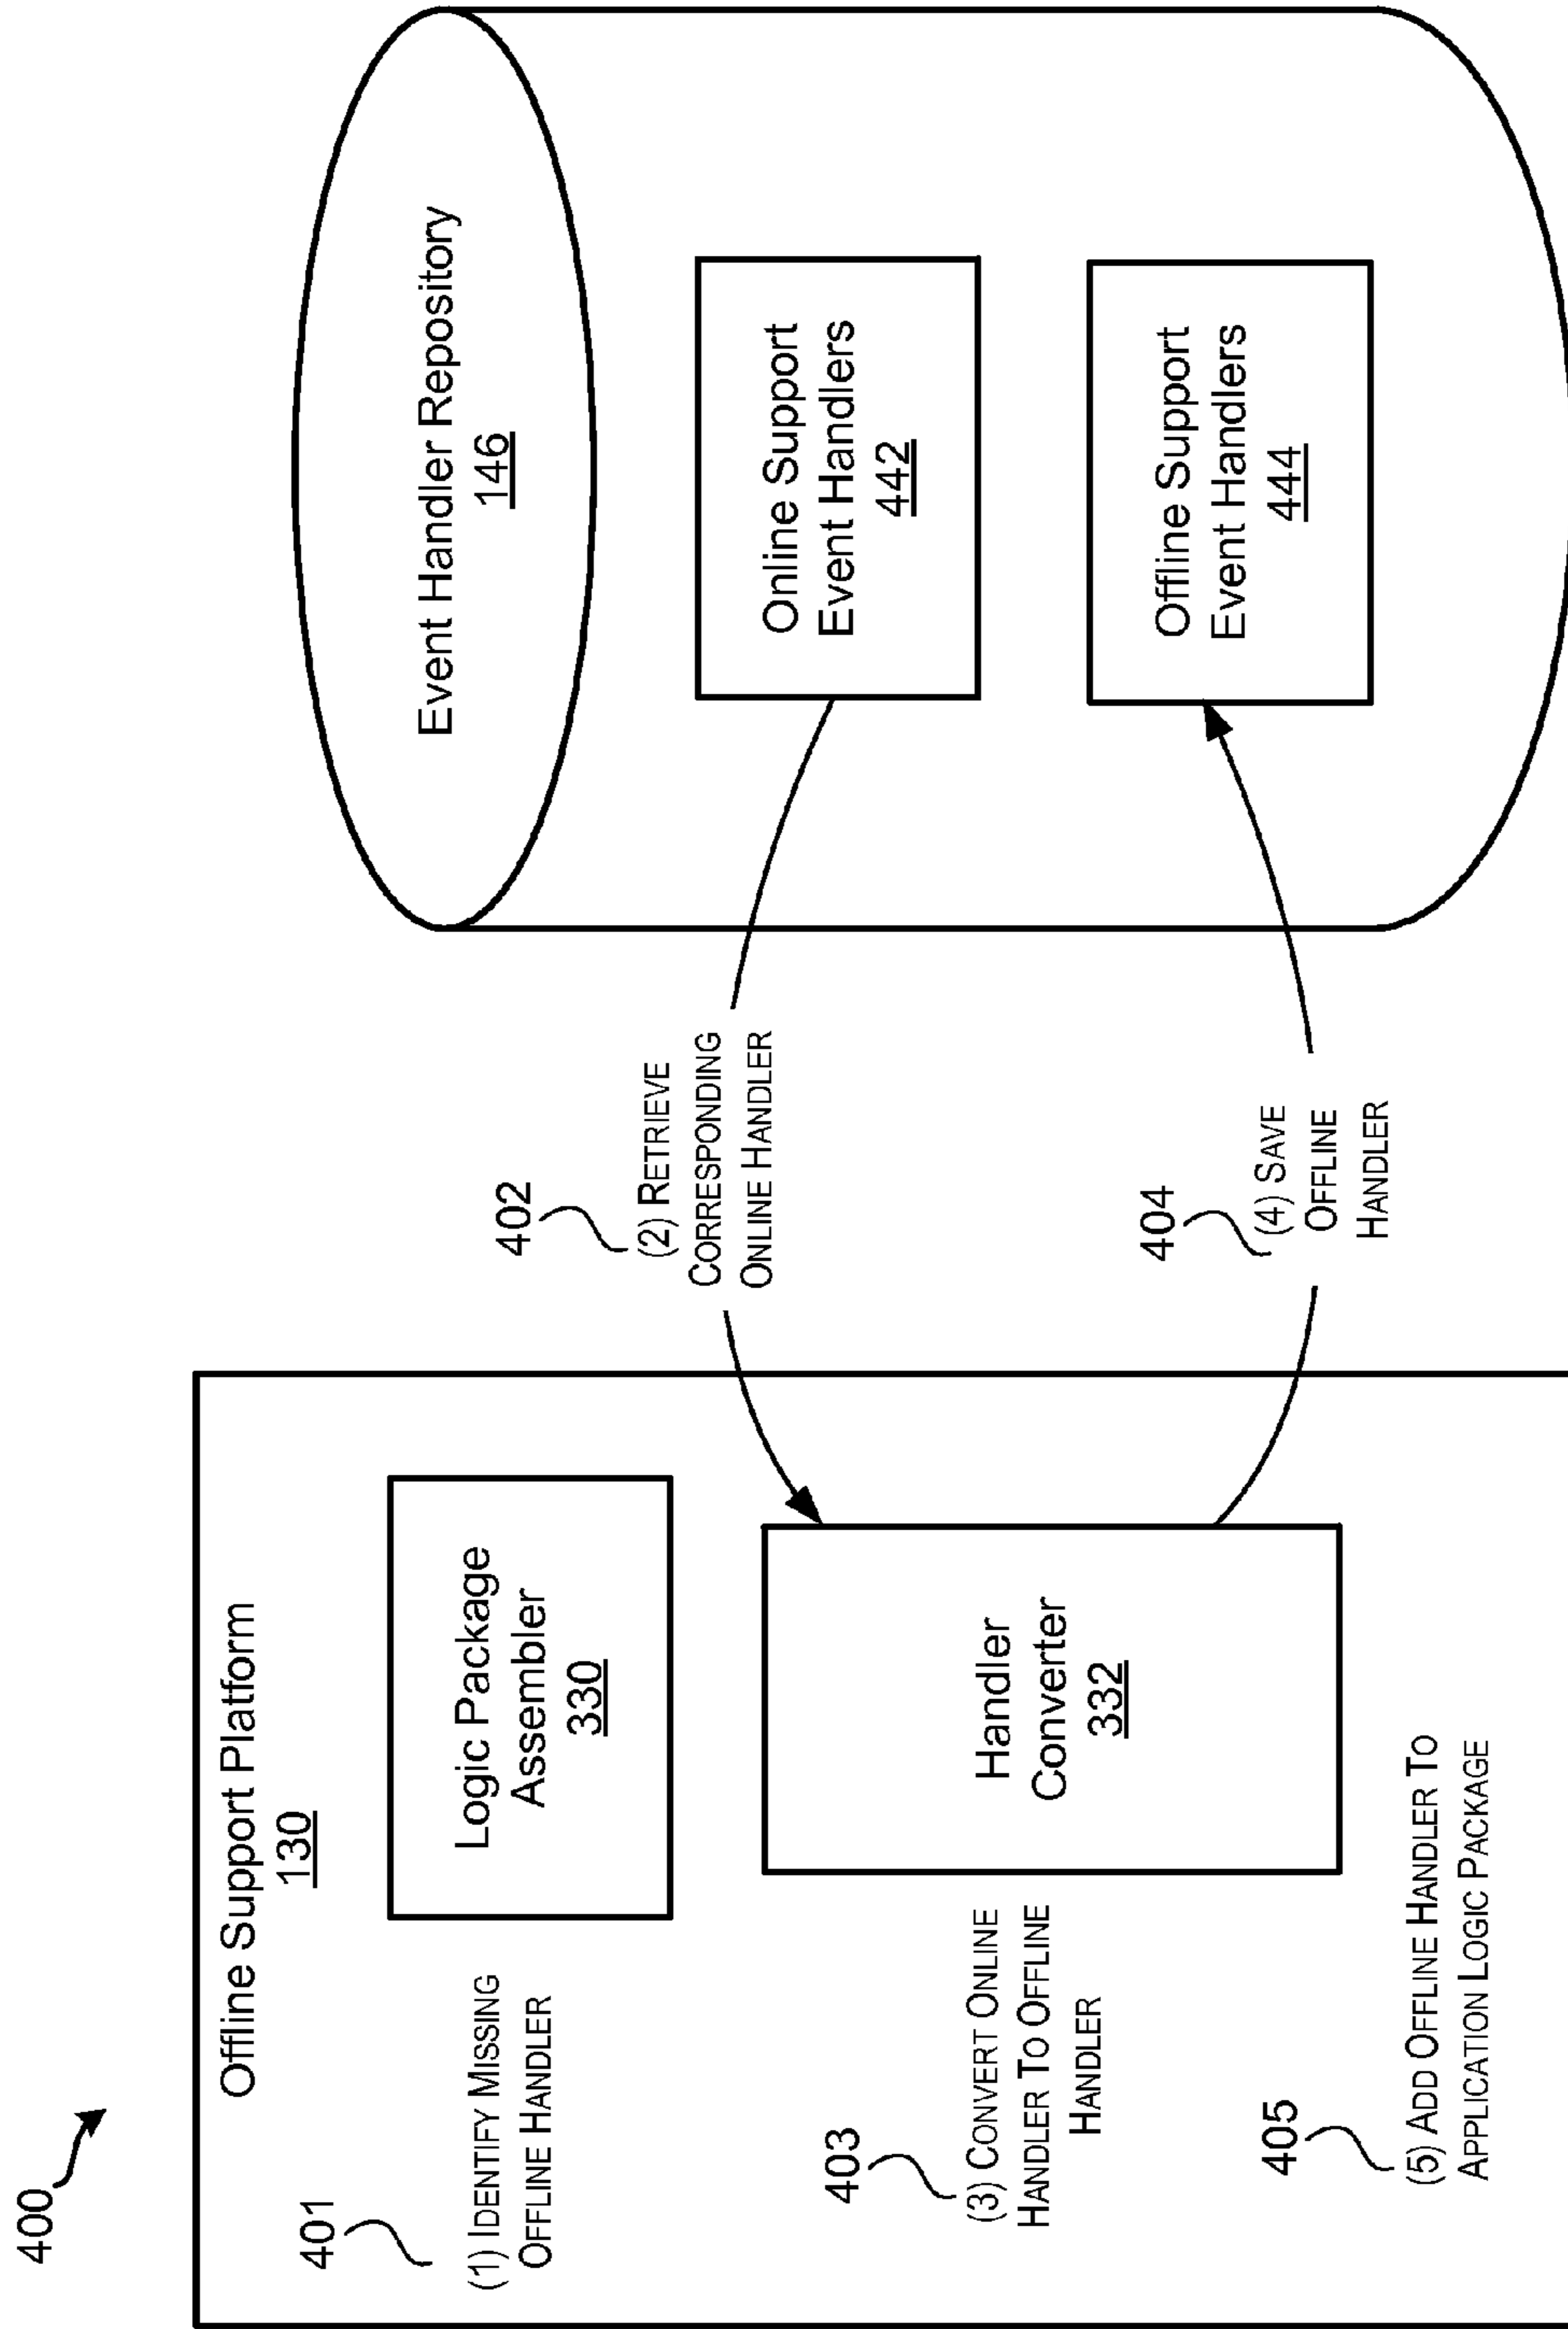 400
Offline Support Platform
130
401
(1) IDENTIFY MISSING
OFFLINE HANDLER
Logic Package
Assembler
330
403
(3) CONVERT ONLINE
HANDLER TO OFFLINE
HANDLER
Handler
Converter
332
405
(5) ADD OFFLINE HANDLER TO
APPLICATION LOGIC PACKAGE
402
(2) RETRIEVE
CORRESPONDING
ONLINE HANDLER
404
(4) SAVE
OFFLINE
HANDLER
Event Handler Repository
146
Online Support
Event Handlers
442
Offline Support
Event Handlers
444